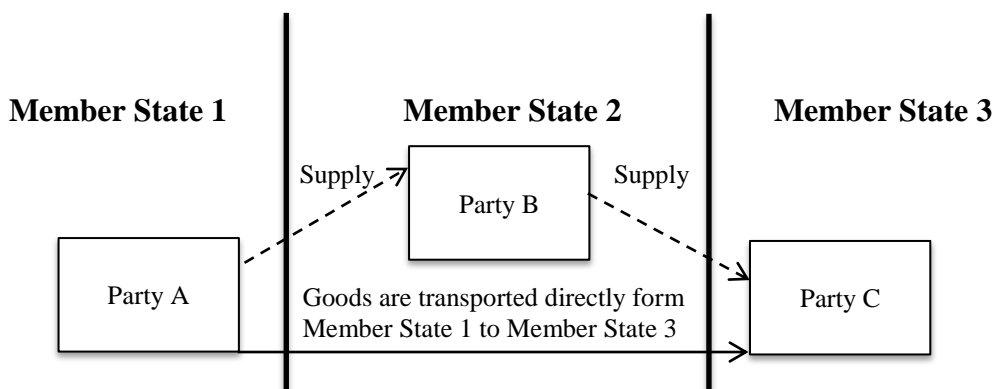 Member State 1
Member State 2
Member State 3
Supply
Supply
Party B
Party A
Goods are transported directly form
Member State 1 to Member State 3
Party C